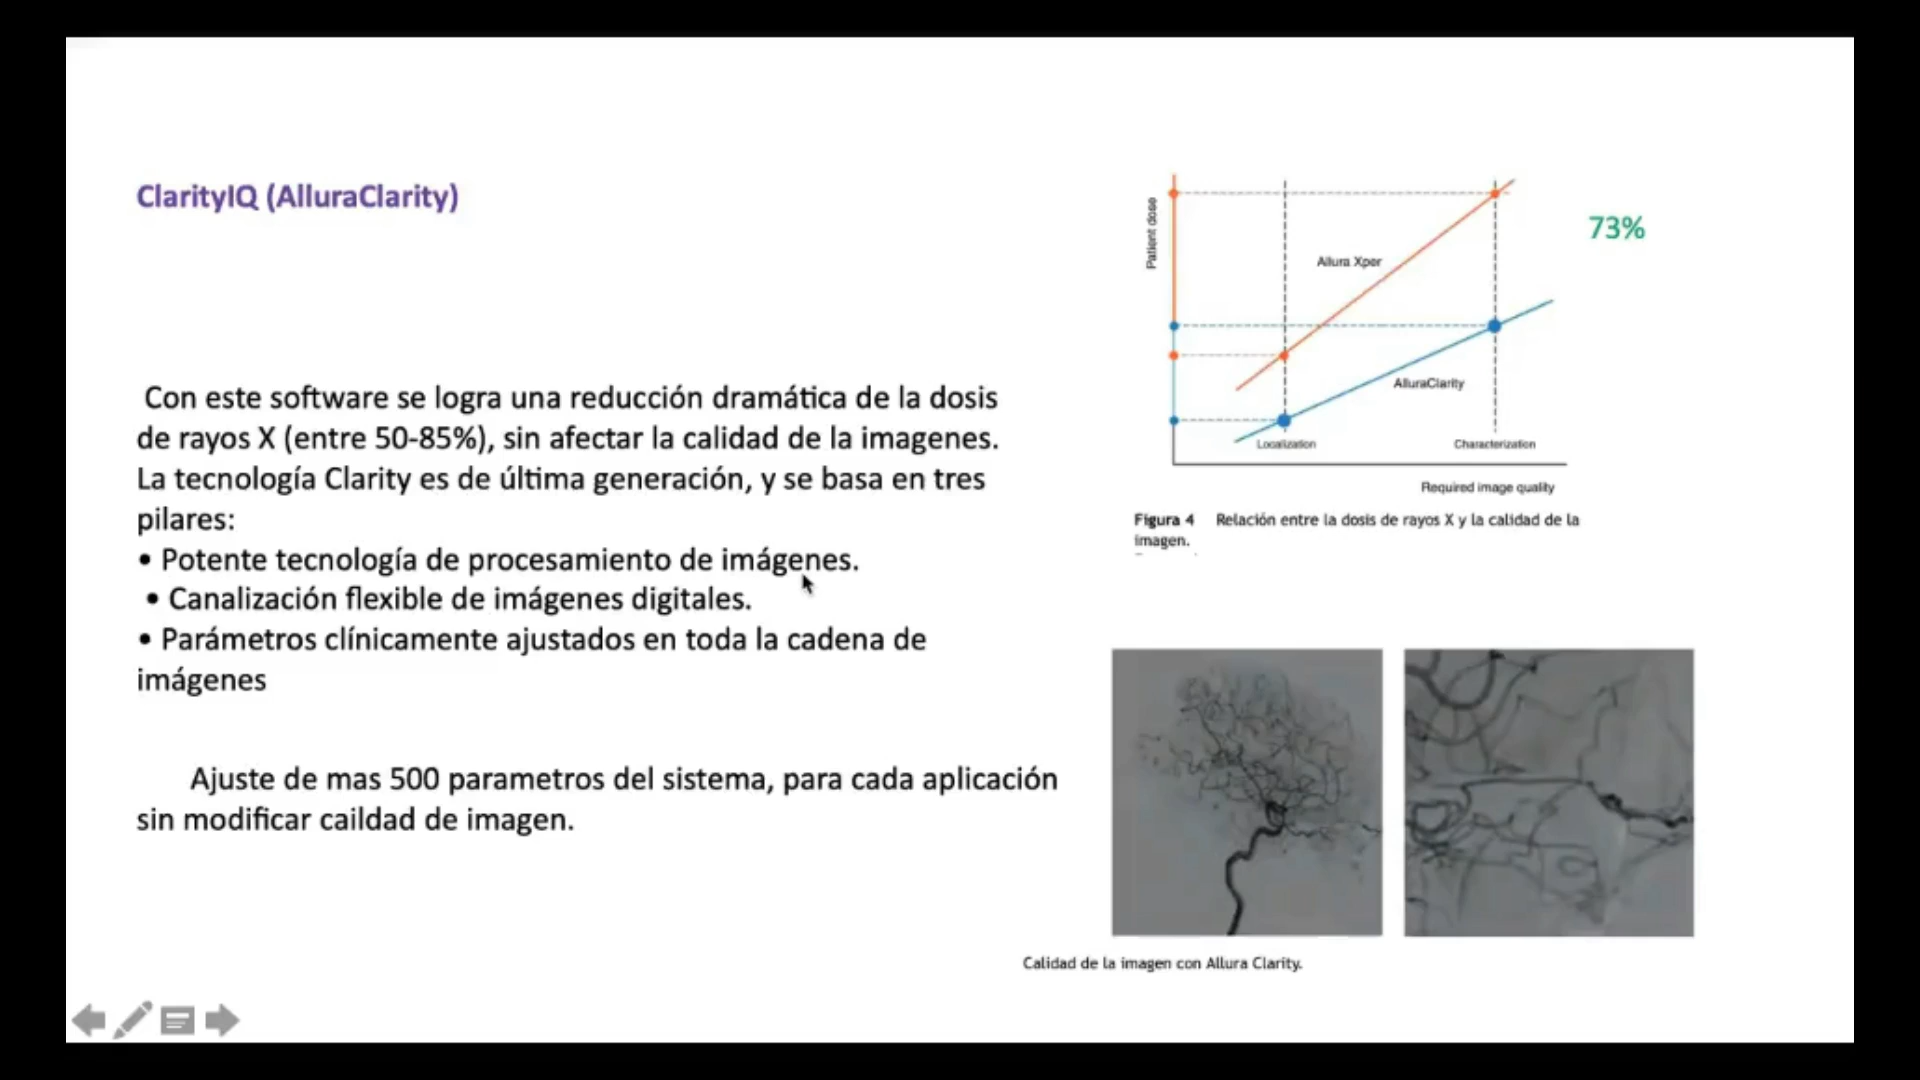 ClarityIQ (AlluraClarity)
Con este software se logra una reducción dramática de la dosis
de rayos X (entre 50-85%), sin afectar la calidad de la imagenes.
La tecnología Clarity es de última generación, y se basa en tres
pilares:
• Potente tecnología de procesamiento de imágenes.
• Canalización flexible de imágenes digitales.
• Parámetros clínicamente ajustados en toda la cadena de
imágenes
Ajuste de mas 500 parametros del sistema, para cada aplicación
sin modificar caildad de imagen.
Patient dose
Allura Xper
73%
AlluraClarity
Localization
Characterization
Required image quality
Figura 4 Relación entre la dosis de rayos X y la calidad de la
imagen.
Calidad de la imagen con Allura Clarity.